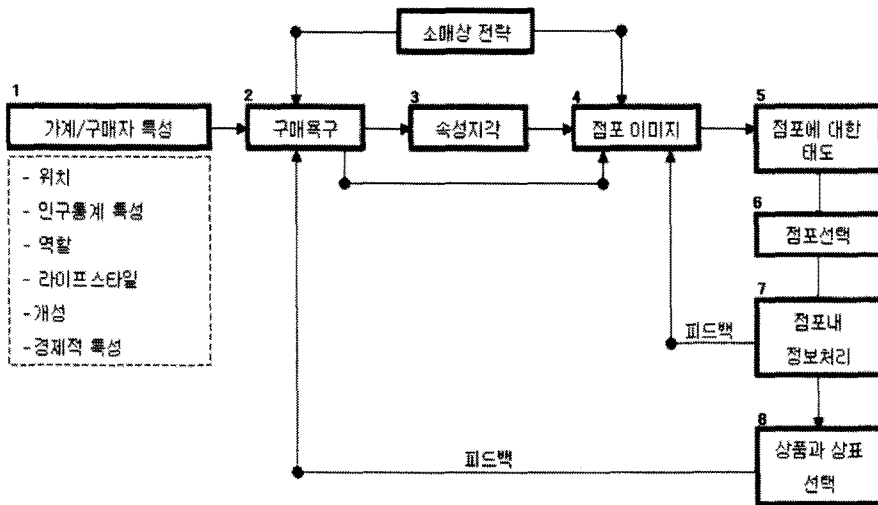 소매상 전략
1
가계/구매자 특성
2
구매욕구
3
속성지각
4
점포 이미지
5
점포에 대한
태도
- 위치
- 인구통계 특성
- 역할
- 라이프스타일
-개성
-경제적 특성
6
점포선택
7
점포내
정보처리
피드백
8
상품과 상표
선택
피드백